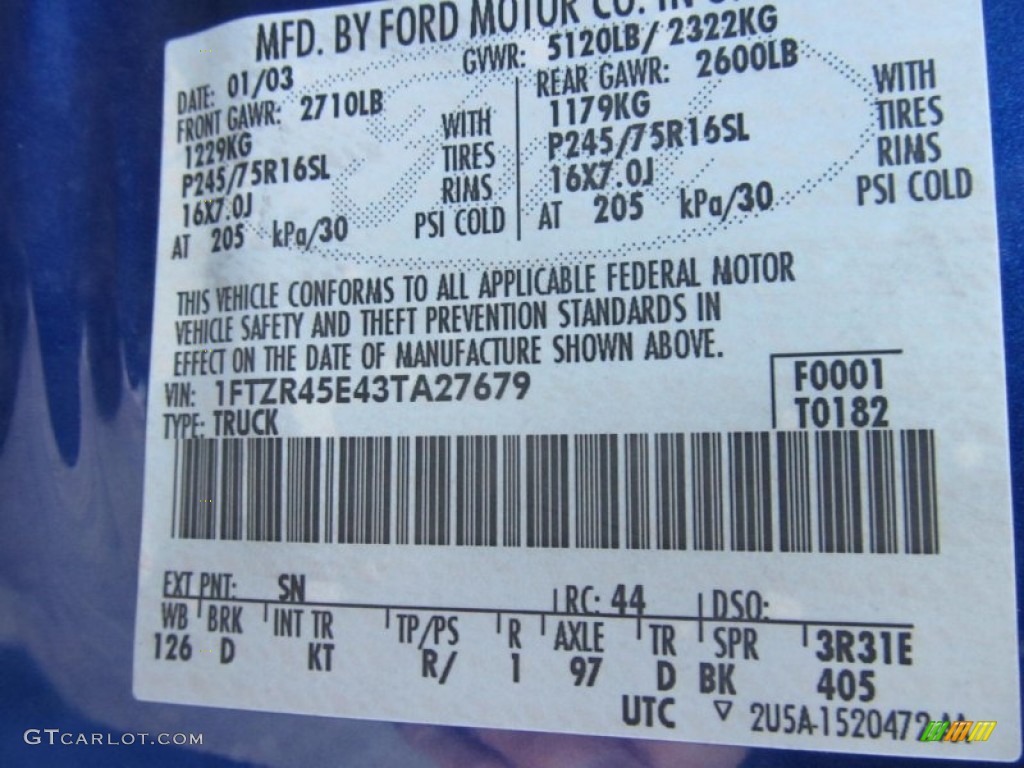 MFD. BY FORD MOTOR CO. IN
DATE: 01/03 GVWR: 5120LB/ 2322KG
FRONT GAWR: 2710LB REAR GAWR: 2600LB
1229KG WITH 1179KG WITH
P245/75R16SL TIRES P245/75R16SL TIRES
16X7.0J RIMS 16X7.0J RIMS
AT 205 kPa/30 PSI COLD AT 205 kPa/30 PSI COLD
THIS VEHICLE CONFORMS TO ALL APPLICABLE FEDERAL MOTOR
VEHICLE SAFETY AND THEFT PREVENTION STANDARDS IN
EFFECT ON THE DATE OF MANUFACTURE SHOWN ABOVE.
VIN: 1FTZR45E43TA27679 F0001
TYPE: TRUCK T0182
EXT PNT: SN RC: 44 DSO:
WB BRK INT TR TP/PS R AXLE TR SPR 3R31E
126 D KT R/ 1 97 D BK 405
UTC ▽ 2U5A-1520472
GTCARLOT.COM